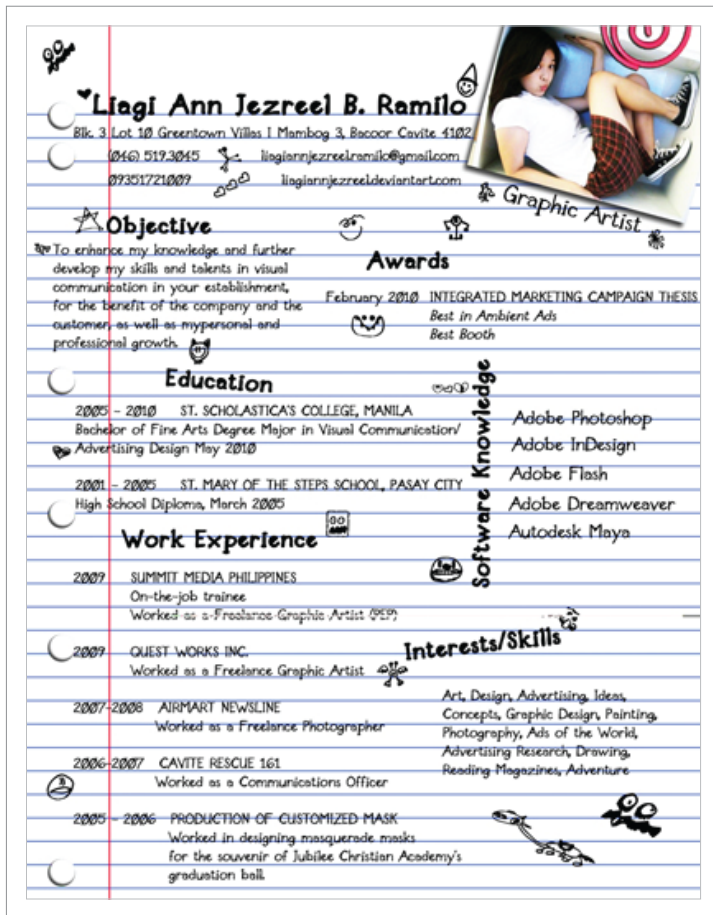 Liagi Ann Jezreel B. Ramilo
Blk. 3 Lot 10 Greentown Villas I Mambog 3, Bacoor Cavite 4102
(046) 519.3045 liagiannjezreelramilo@gmail.com
09351721009 liagiannjezreel.deviantart.com
Graphic Artist
Objective
To enhance my knowledge and further
develop my skills and talents in visual
communication in your establishment,
for the benefit of the company and the
customer, as well as mypersonal and
professional growth.
Awards
February 2010 INTEGRATED MARKETING CAMPAIGN THESIS
Best in Ambient Ads
Best Booth
Education
2005 - 2010 ST. SCHOLASTICA'S COLLEGE, MANILA
Bachelor of Fine Arts Degree Major in Visual Communication/
Advertising Design May 2010
2001 - 2005 ST. MARY OF THE STEPS SCHOOL, PASAY CITY
High School Diploma, March 2005
Software Knowledge
Adobe Photoshop
Adobe InDesign
Adobe Flash
Adobe Dreamweaver
Autodesk Maya
Work Experience
2009 SUMMIT MEDIA PHILIPPINES
On-the-job trainee
Worked as a Freelance Graphic Artist (PEP)
2009 QUEST WORKS INC.
Worked as a Freelance Graphic Artist
2007-2008 AIRMART NEWSLINE
Worked as a Freelance Photographer
2006-2007 CAVITE RESCUE 161
Worked as a Communications Officer
2005 - 2006 PRODUCTION OF CUSTOMIZED MASK
Worked in designing masquerade masks
for the souvenir of Jubilee Christian Academy's
graduation ball.
Interests/Skills
Art, Design, Advertising, Ideas,
Concepts, Graphic Design, Painting,
Photography, Ads of the World,
Advertising Research, Drawing,
Reading Magazines, Adventure